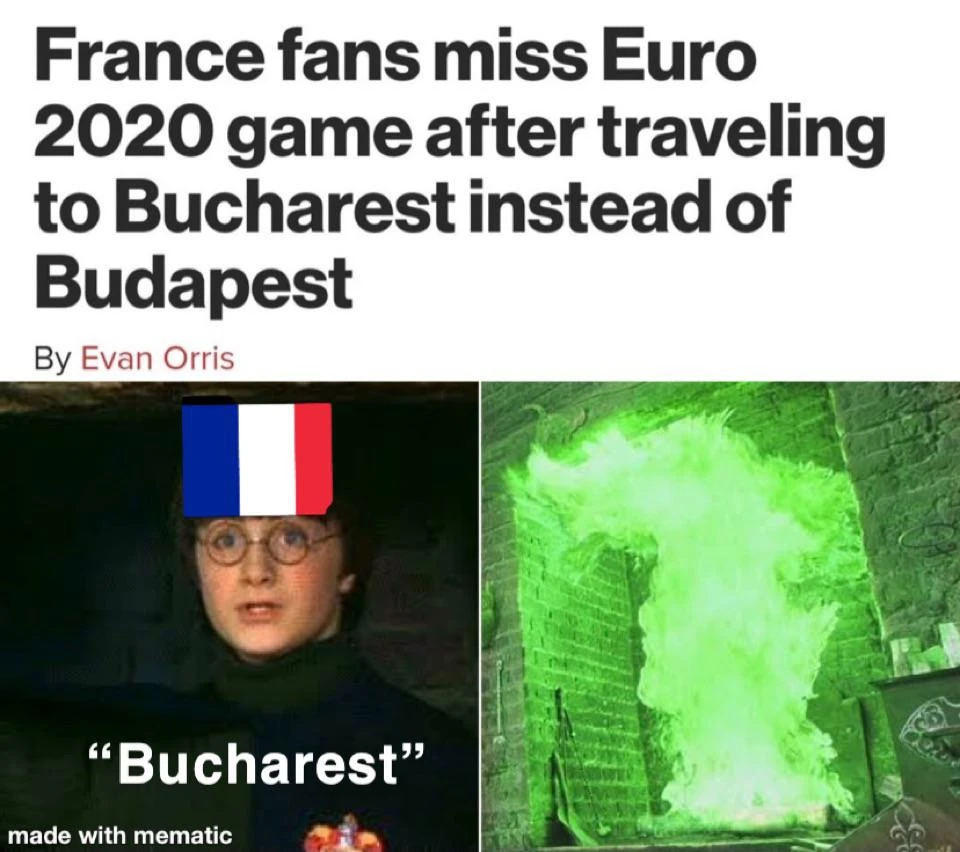 France fans miss Euro
2020 game after traveling
to Bucharest instead of
Budapest
By Evan Orris
“Bucharest”
made with mematic